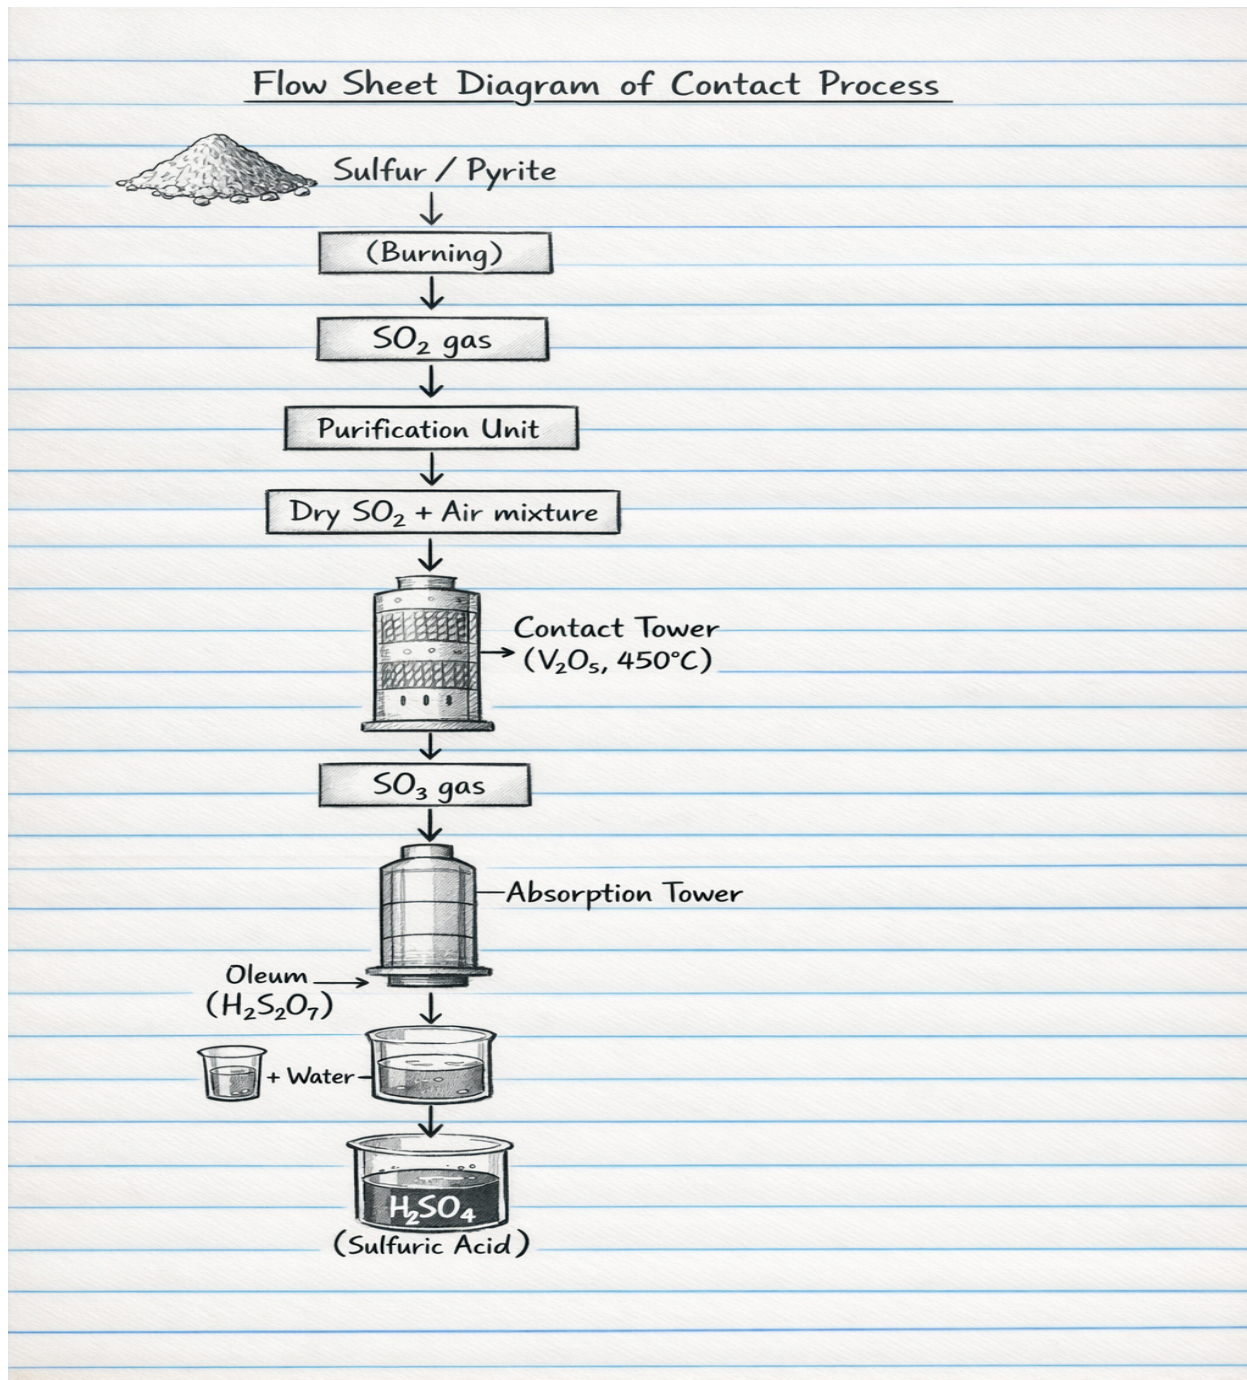 Flow Sheet Diagram of Contact Process
Sulfur / Pyrite
(Burning)
SO₂ gas
Purification Unit
Dry SO₂ + Air mixture
Contact Tower
(V₂O₅, 450°C)
SO₃ gas
Absorption Tower
Oleum
(H₂S₂O₇)
+ Water
H₂SO₄
(Sulfuric Acid)